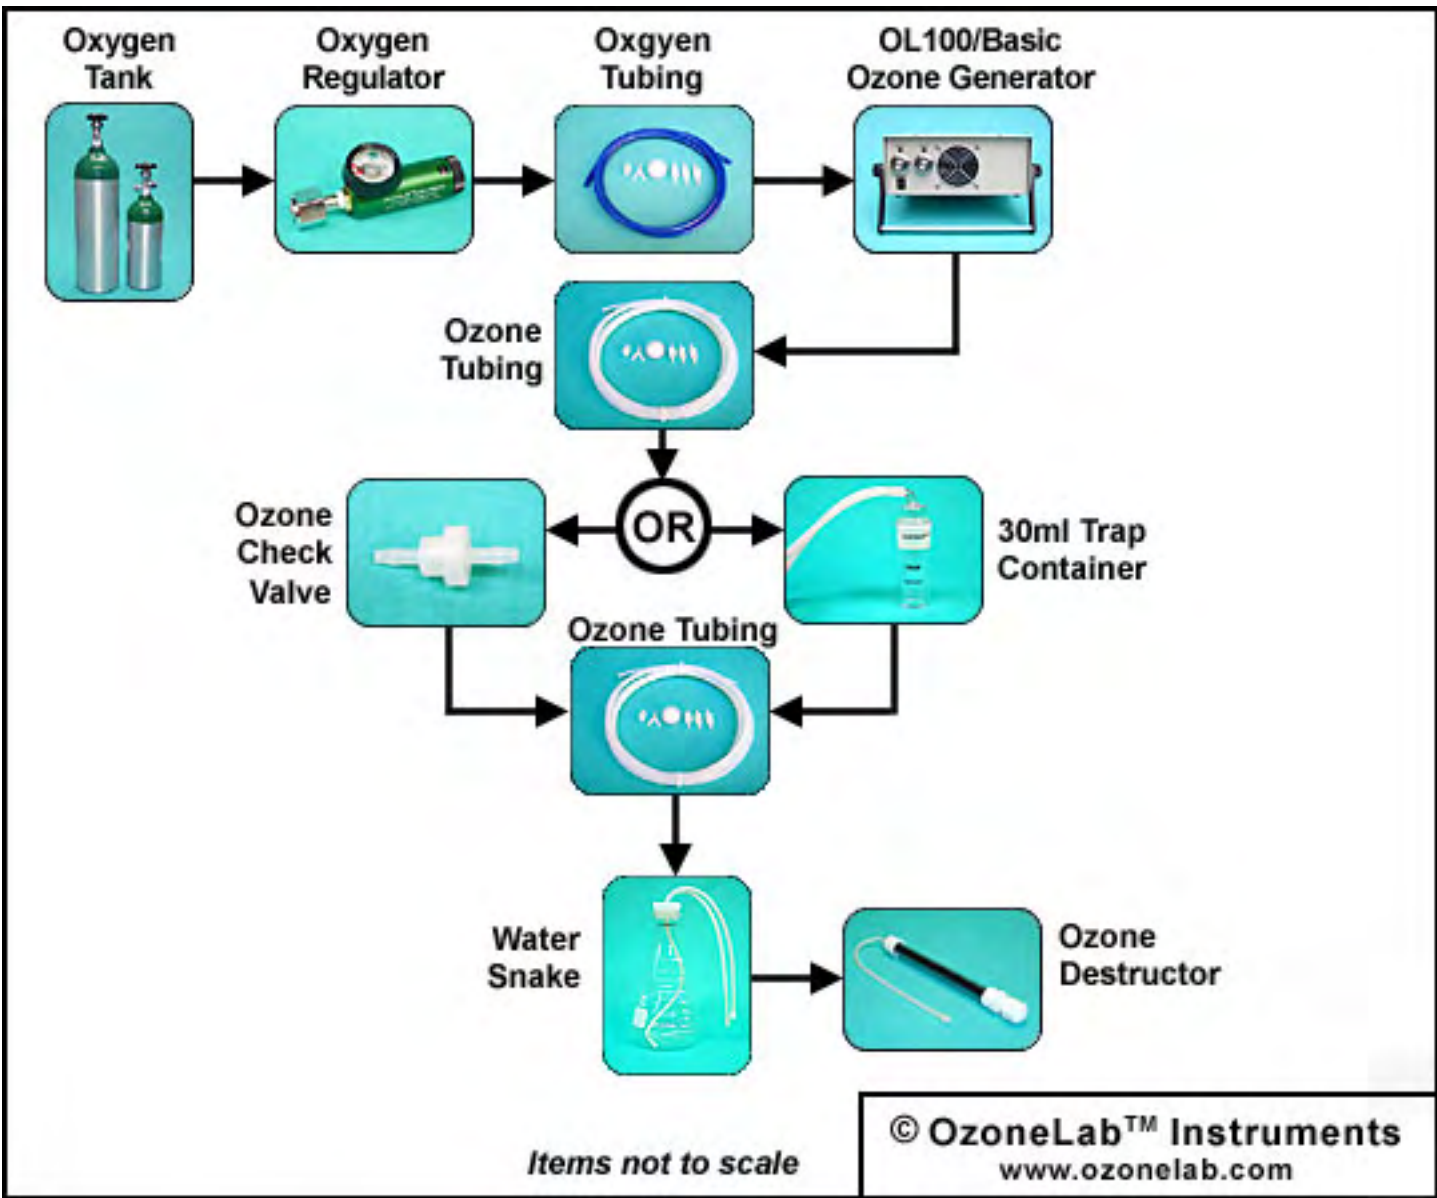 Oxygen
Tank
Oxygen
Regulator
Oxgyen
Tubing
OL100/Basic
Ozone Generator
Ozone
Tubing
OR
Ozone
Check
Valve
30ml Trap
Container
Ozone Tubing
Water
Snake
Ozone
Destructor
Items not to scale
© OzoneLab™ Instruments
www.ozonelab.com